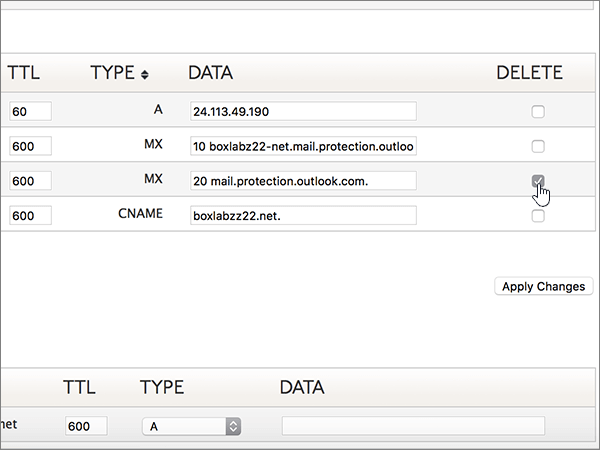 TTL TYPE DATA DELETE
60 A 24.113.49.190
600 MX 10 boxlabz22-net.mail.protection.outloo
600 MX 20 mail.protection.outlook.com.
600 CNAME boxlabzz22.net.
Apply Changes
TTL TYPE DATA
net 600 A